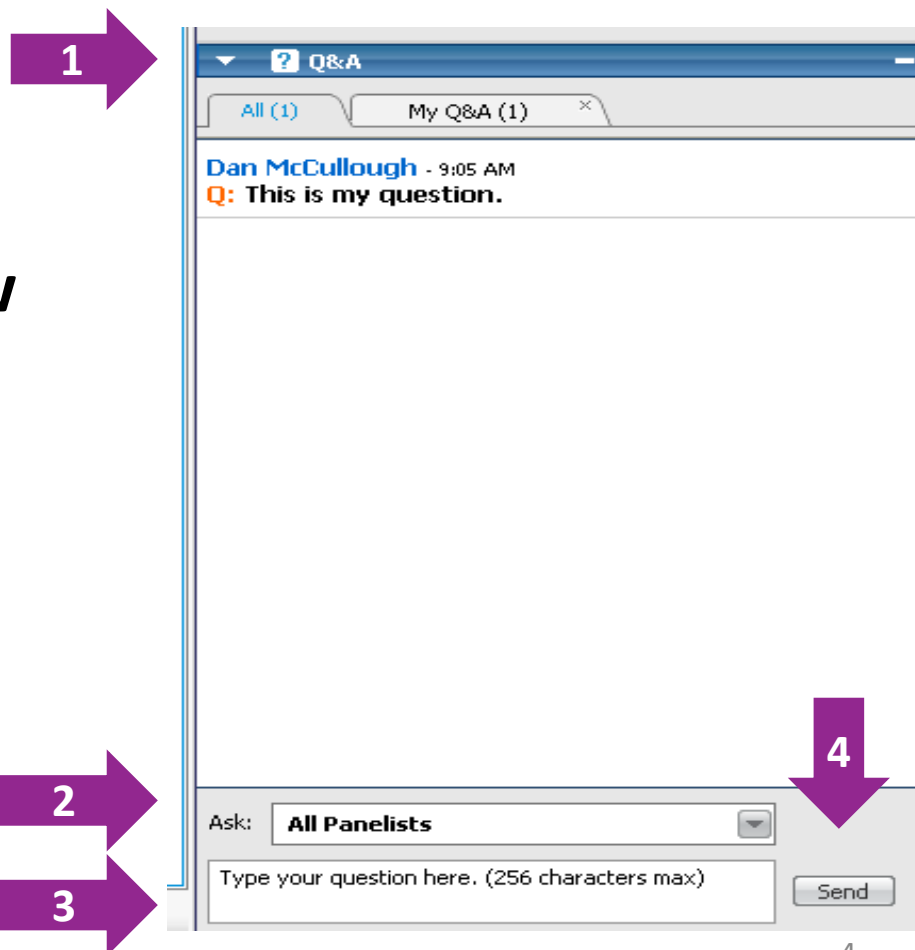 1
? Q&A
All (1) My Q&A (1) ×
Dan McCullough - 9:05 AM
Q: This is my question.
4
2
Ask: All Panelists
3
Type your question here. (256 characters max)
Send